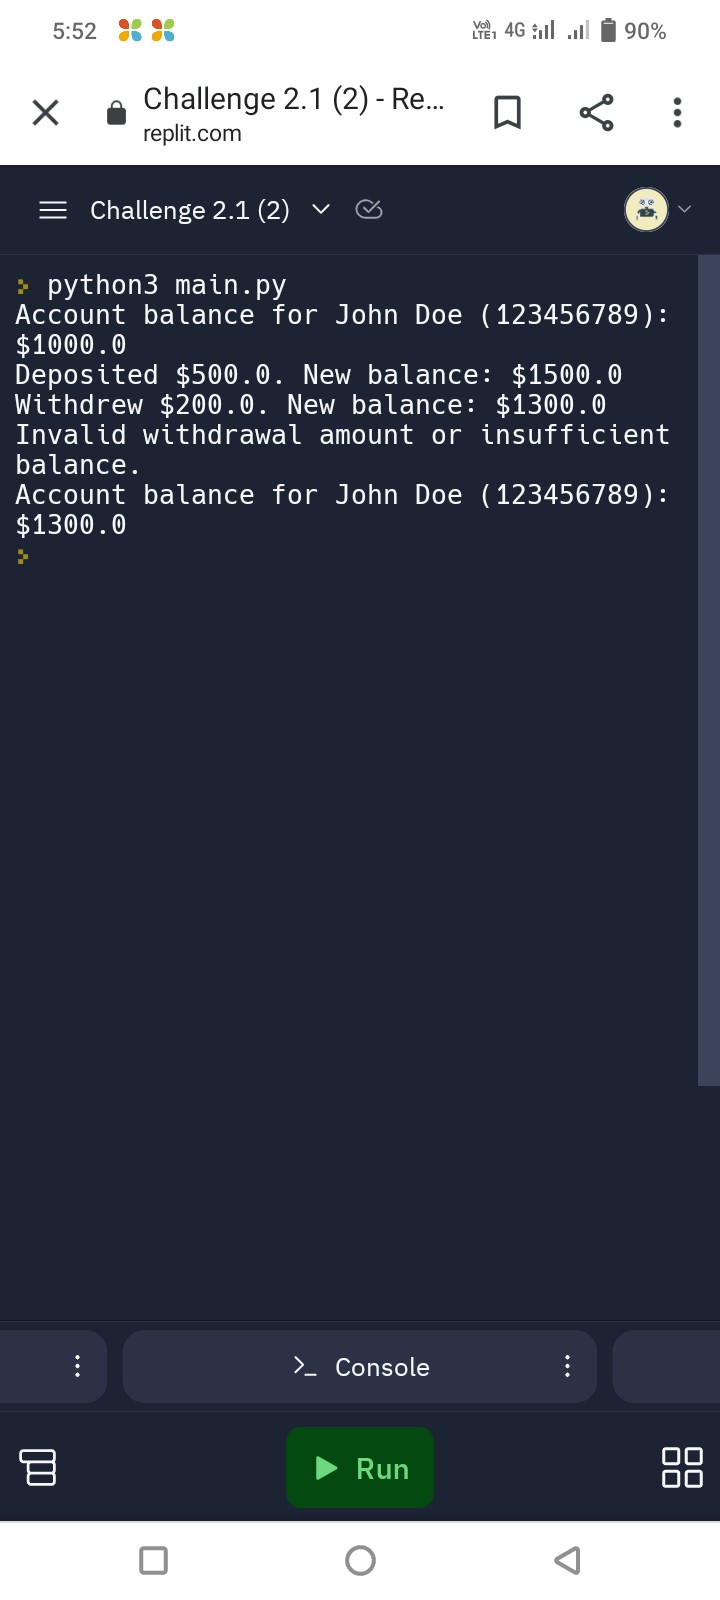 5:52
VoI) LTE1 4G 90%
Challenge 2.1 (2) - Re...
replit.com
Challenge 2.1 (2)
python3 main.py
Account balance for John Doe (123456789):
$1000.0
Deposited $500.0. New balance: $1500.0
Withdrew $200.0. New balance: $1300.0
Invalid withdrawal amount or insufficient
balance.
Account balance for John Doe (123456789):
$1300.0
Console
Run